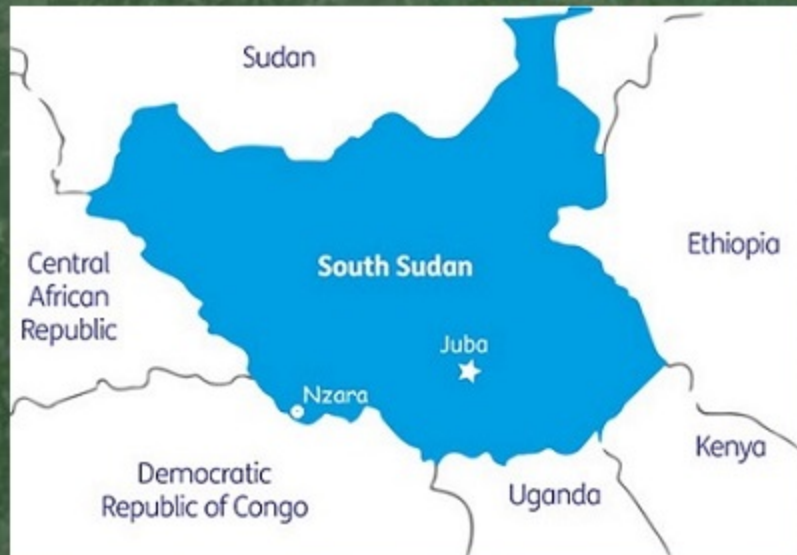 Sudan
Central
African
Republic
South Sudan
Ethiopia
Juba
Nzara
Democratic
Republic of Congo
Uganda
Kenya